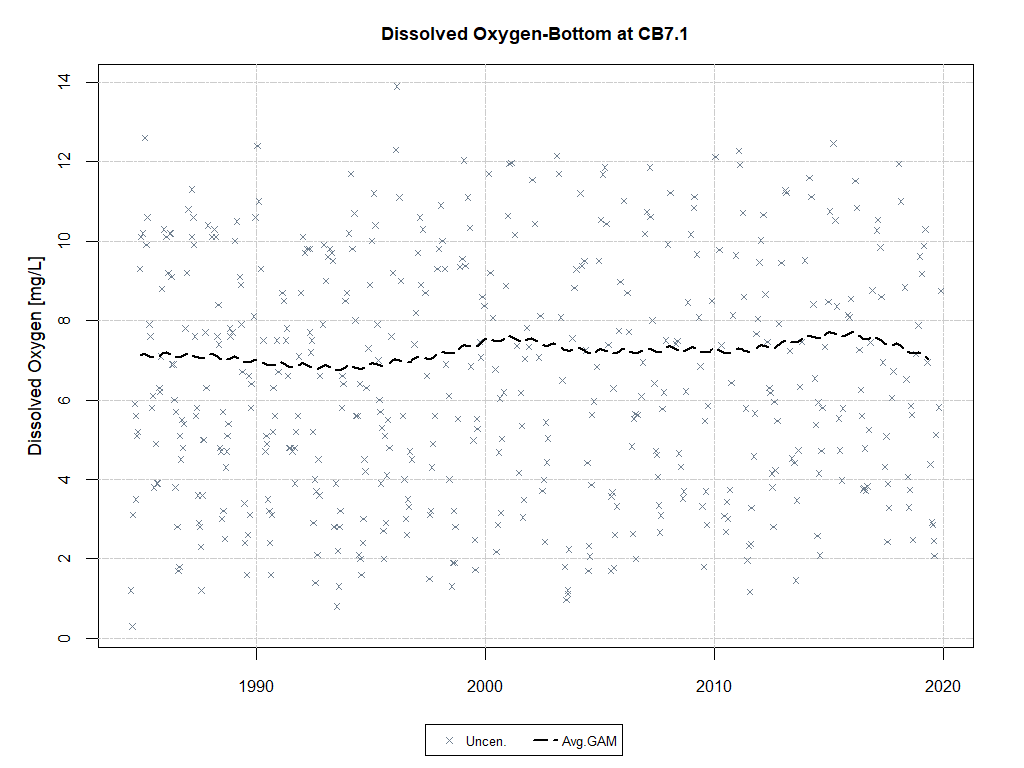 Dissolved Oxygen-Bottom at CB7.1
Dissolved Oxygen [mg/L]
14
12
10
8
6
4
2
0
1990 2000 2010 2020
Uncen. Avg.GAM